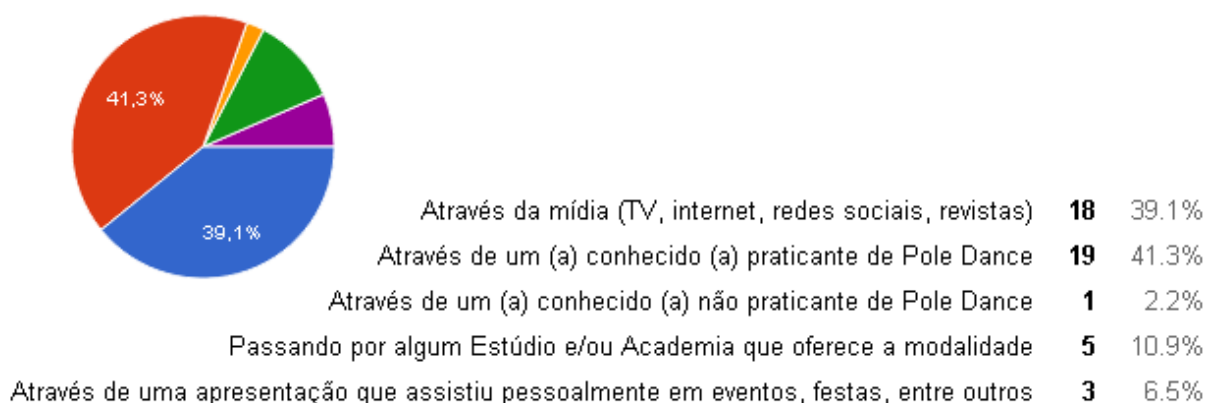 41,3%
39,1%
Através da mídia (TV, internet, redes sociais, revistas) 18 39.1%
Através de um (a) conhecido (a) praticante de Pole Dance 19 41.3%
Através de um (a) conhecido (a) não praticante de Pole Dance 1 2.2%
Passando por algum Estúdio e/ou Academia que oferece a modalidade 5 10.9%
Através de uma apresentação que assistiu pessoalmente em eventos, festas, entre outros 3 6.5%